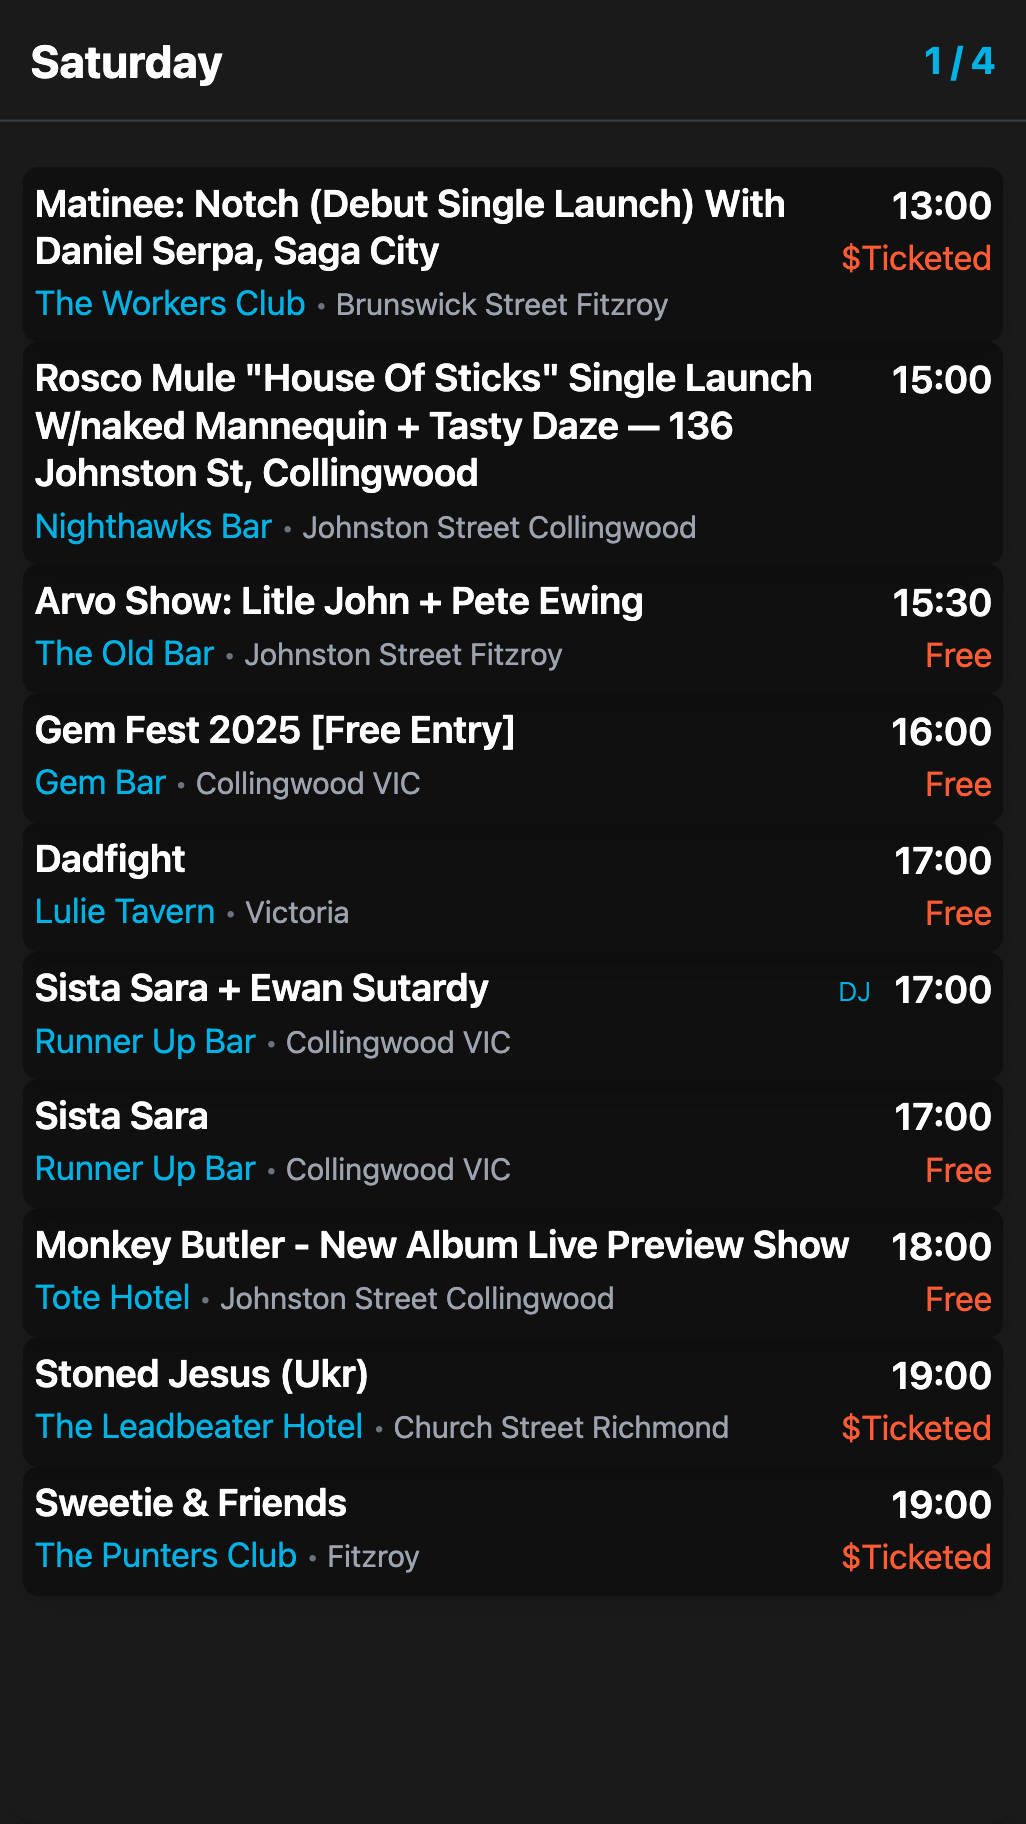 Saturday
1 / 4
Matinee: Notch (Debut Single Launch) With
13:00
Daniel Serpa, Saga City
$Ticketed
The Workers Club • Brunswick Street Fitzroy
Rosco Mule "House Of Sticks" Single Launch
15:00
W/naked Mannequin + Tasty Daze — 136
Johnston St, Collingwood
Nighthawks Bar • Johnston Street Collingwood
Arvo Show: Litle John + Pete Ewing
15:30
The Old Bar • Johnston Street Fitzroy
Free
Gem Fest 2025 [Free Entry]
16:00
Gem Bar • Collingwood VIC
Free
Dadfight
17:00
Lulie Tavern • Victoria
Free
Sista Sara + Ewan Sutardy
DJ 17:00
Runner Up Bar • Collingwood VIC
Sista Sara
17:00
Runner Up Bar • Collingwood VIC
Free
Monkey Butler - New Album Live Preview Show
18:00
Tote Hotel • Johnston Street Collingwood
Free
Stoned Jesus (Ukr)
19:00
The Leadbeater Hotel • Church Street Richmond
$Ticketed
Sweetie & Friends
19:00
The Punters Club • Fitzroy
$Ticketed